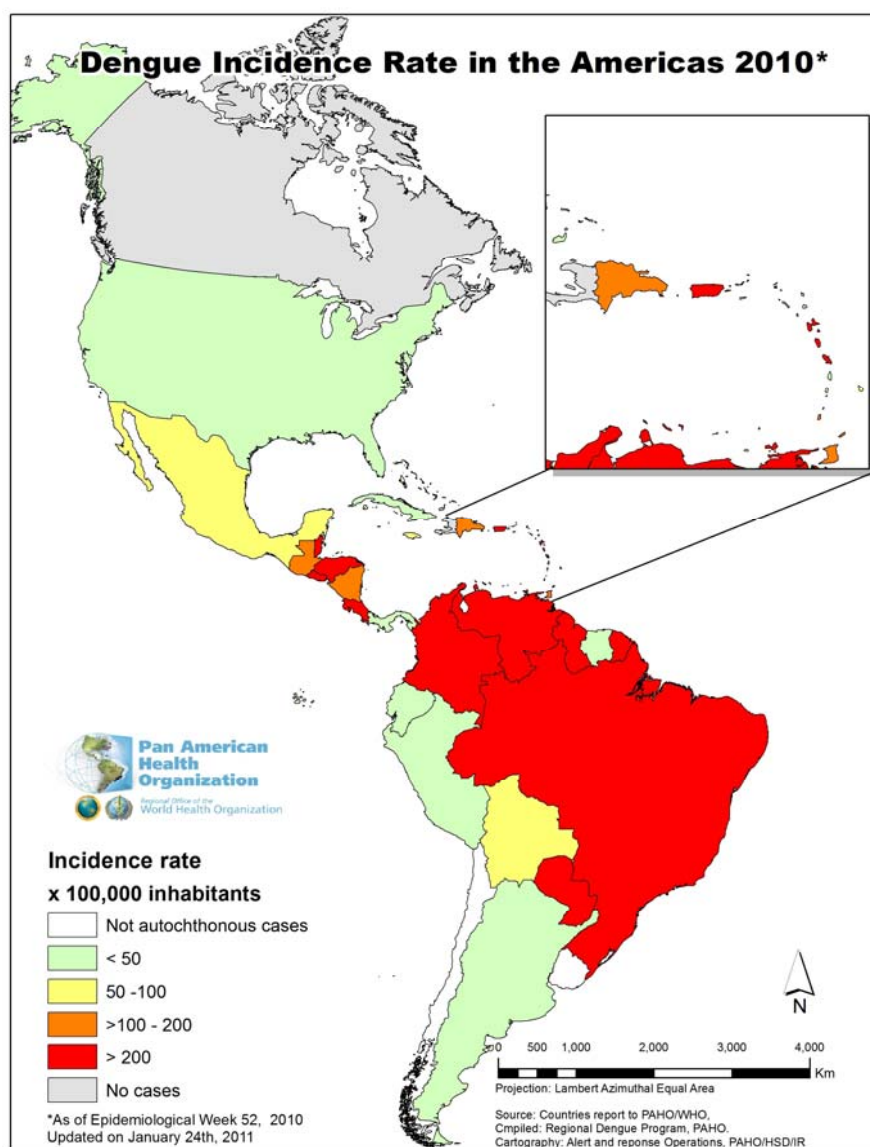 Dengue Incidence Rate in the Americas 2010*
Pan American
Health
Organization
Regional Office of the
World Health Organization
Incidence rate
x 100,000 inhabitants
Not autochthonous cases
< 50
50 -100
>100 - 200
> 200
No cases
*As of Epidemiological Week 52, 2010
Updated on January 24th, 2011
N
0 500 1,000 2,000 3,000 4,000
Km
Projection: Lambert Azimuthal Equal Area
Source: Countries report to PAHO/WHO,
Cmpiled: Regional Dengue Program, PAHO.
Cartography: Alert and reponse Operations, PAHO/HSD/IR